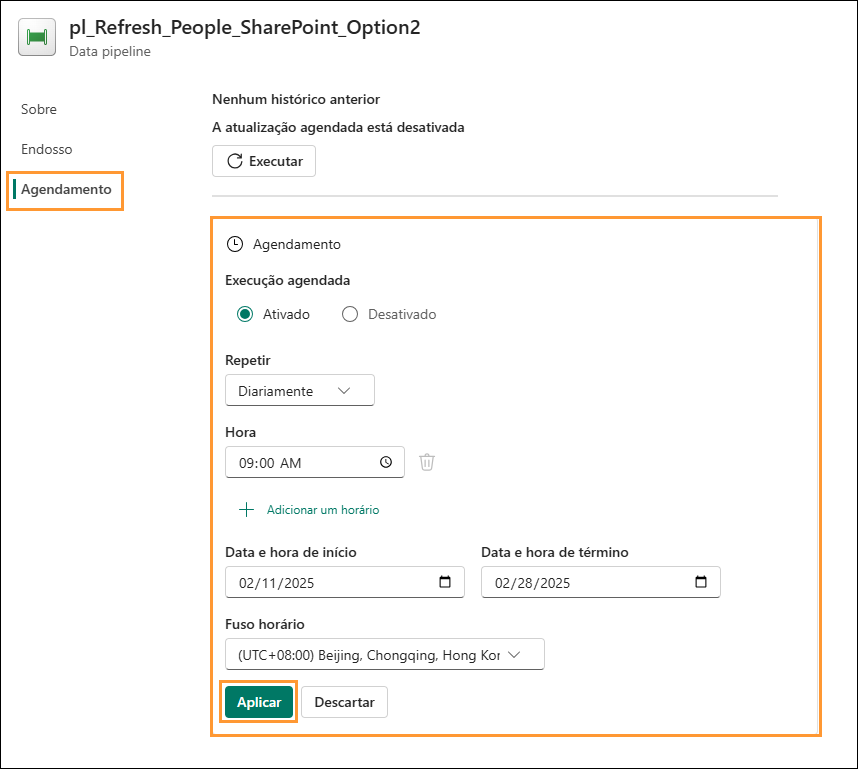 pl_Refresh_People_SharePoint_Option2
Data pipeline
Sobre
Endosso
Agendamento
Nenhum histórico anterior
A atualização agendada está desativada
Executar
Agendamento
Execução agendada
Ativado Desativado
Repetir
Diariamente
Hora
09:00 AM
Adicionar um horário
Data e hora de início Data e hora de término
02/11/2025 02/28/2025
Fuso horário
(UTC+08:00) Beijing, Chongqing, Hong Kor
Aplicar Descartar